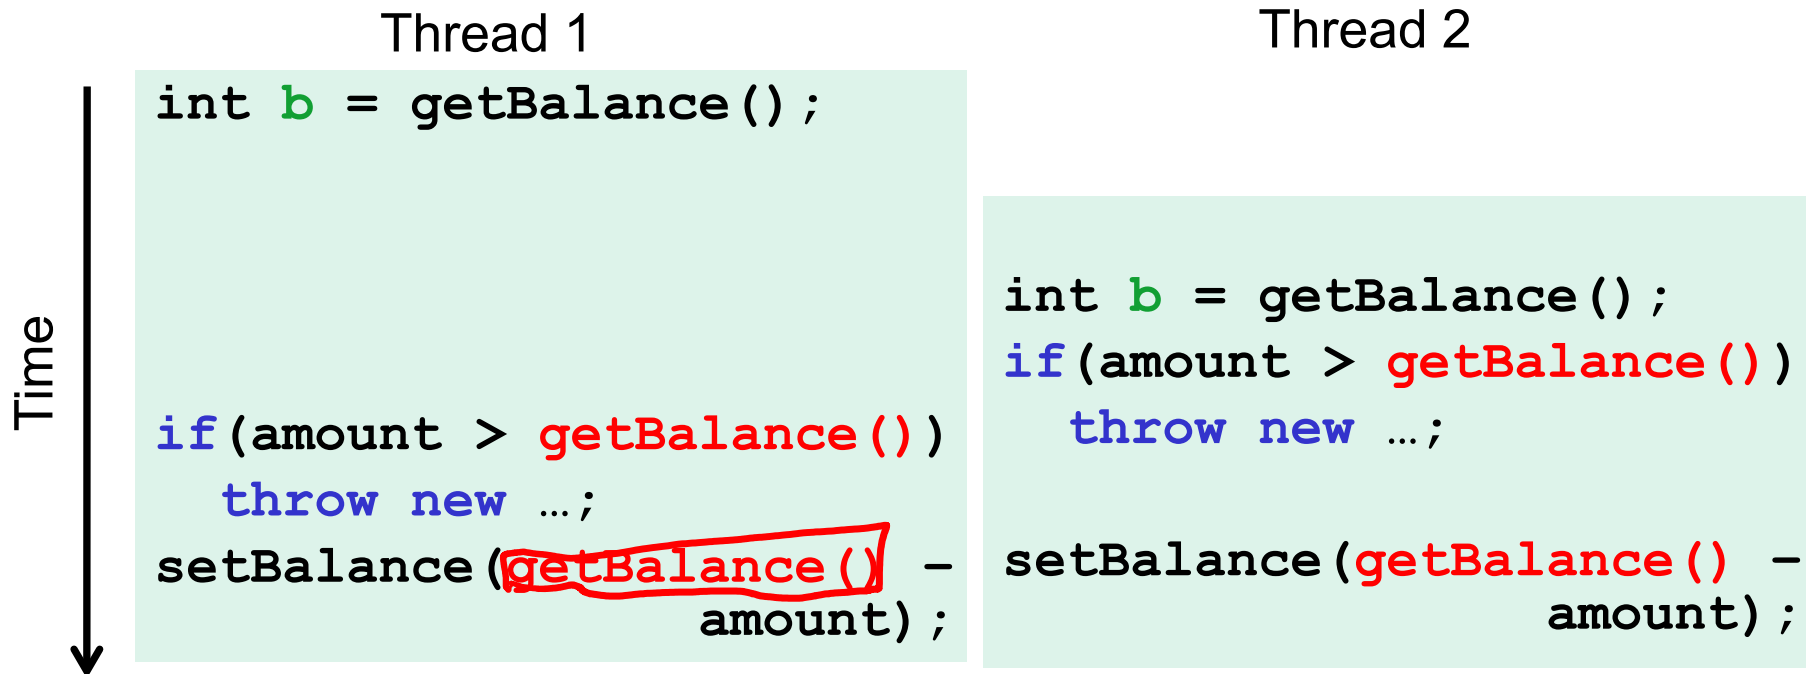 Thread 1
Thread 2
Time
int b = getBalance();
if(amount > getBalance())
throw new …;
setBalance(getBalance() -
amount);
int b = getBalance();
if(amount > getBalance())
throw new …;
setBalance(getBalance() -
amount);